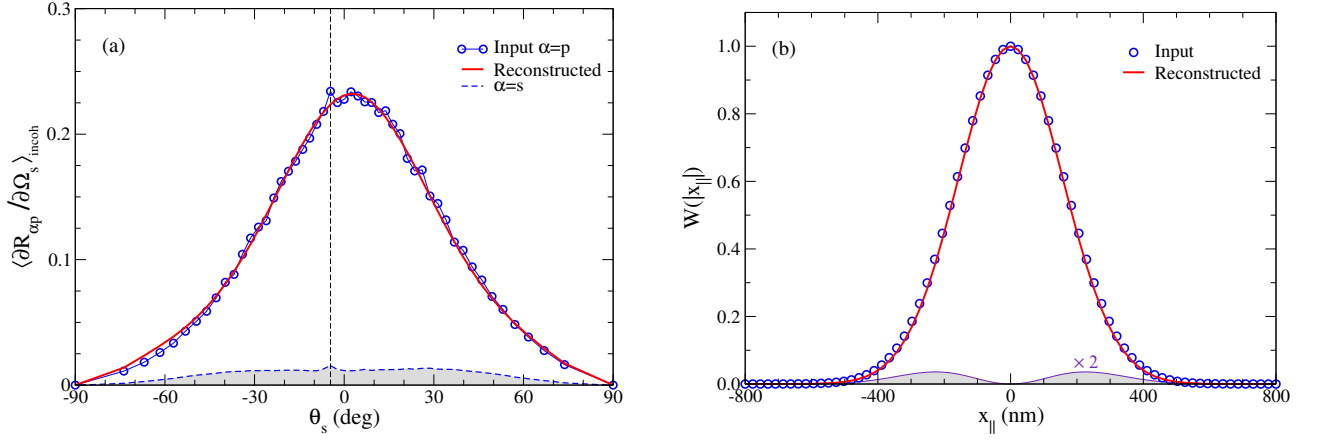 0.3
(a)
Input α=p
Reconstructed
α=s
0.2
0.1
0
⟨∂R_αp /∂Ω_s⟩_incoh
-90
-60
-30
0
30
60
90
θ_s (deg)
(b)
Input
Reconstructed
1.0
0.8
0.6
0.4
0.2
0.0
W(|x_|||)
×2
-800
-400
0
400
800
x_|| (nm)